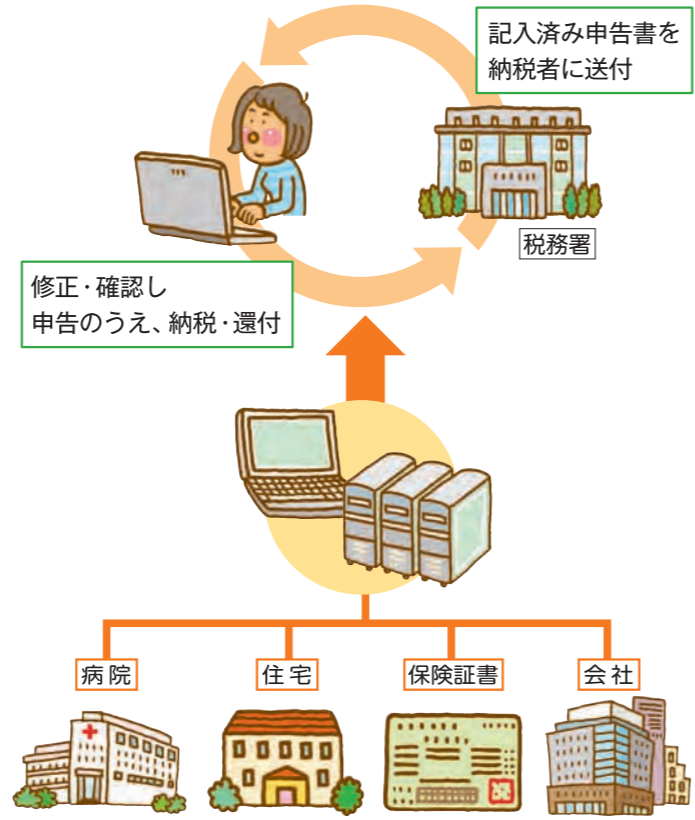 記入済み申告書を
納税者に送付
税務署
修正・確認し
申告のうえ、納税・還付
病院
住宅
保険証書
会社